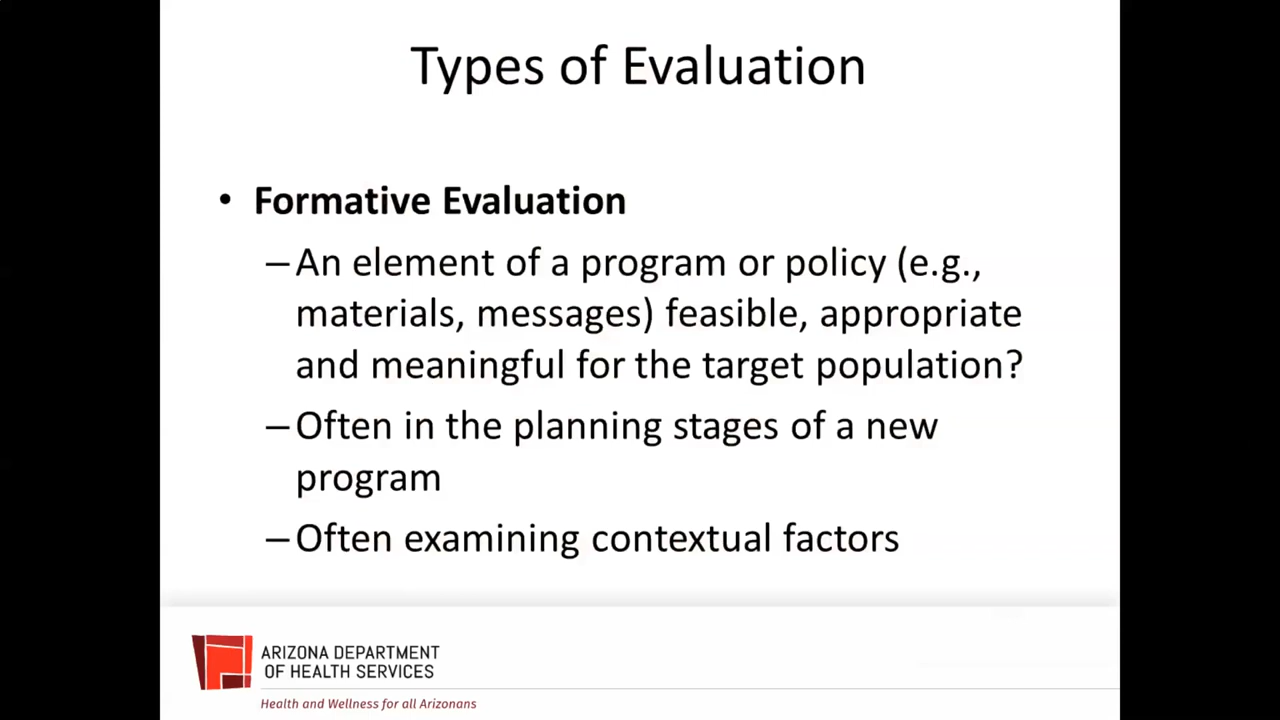 Types of Evaluation
• Formative Evaluation
–An element of a program or policy (e.g.,
materials, messages) feasible, appropriate
and meaningful for the target population?
–Often in the planning stages of a new
program
–Often examining contextual factors
ARIZONA DEPARTMENT
OF HEALTH SERVICES
Health and Wellness for all Arizonans